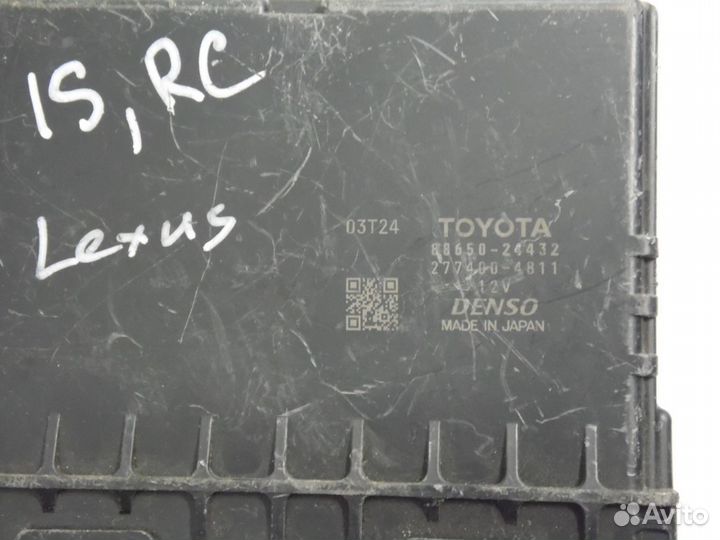 IS, RC
Lexus
03T24
TOYOTA
88650-24432
277400-4811
12V
DENSO
MADE IN JAPAN
Avito